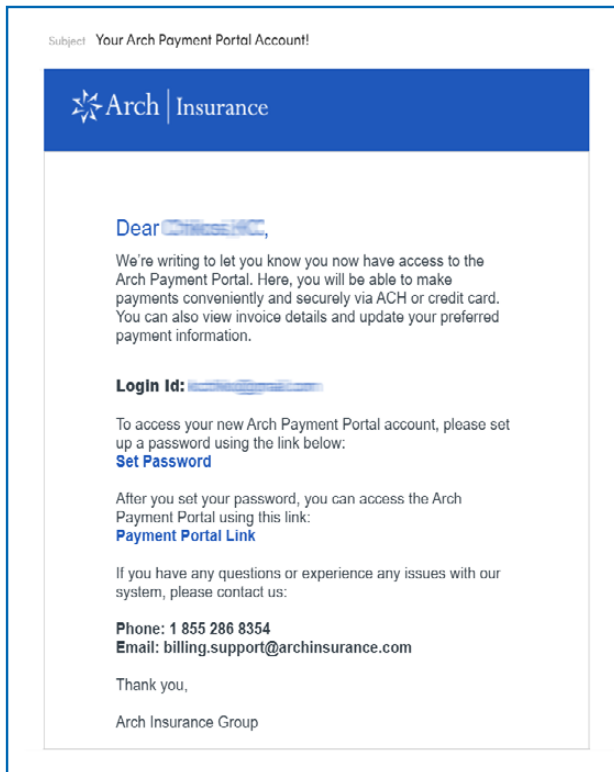 Subject Your Arch Payment Portal Account!
Arch | Insurance
Dear
We're writing to let you know you now have access to the
Arch Payment Portal. Here, you will be able to make
payments conveniently and securely via ACH or credit card.
You can also view invoice details and update your preferred
payment information.
Login Id:
To access your new Arch Payment Portal account, please set
up a password using the link below:
Set Password
After you set your password, you can access the Arch
Payment Portal using this link:
Payment Portal Link
If you have any questions or experience any issues with our
system, please contact us:
Phone: 1 855 286 8354
Email: billing.support@archinsurance.com
Thank you,
Arch Insurance Group